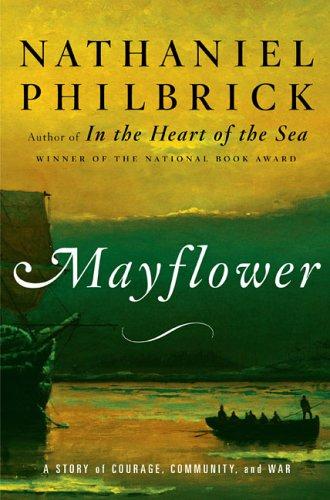 NATHANIEL
PHILBRICK
Author of In the Heart of the Sea
WINNER OF THE NATIONAL BOOK AWARD
Mayflower
A STORY of COURAGE, COMMUNITY, and WAR